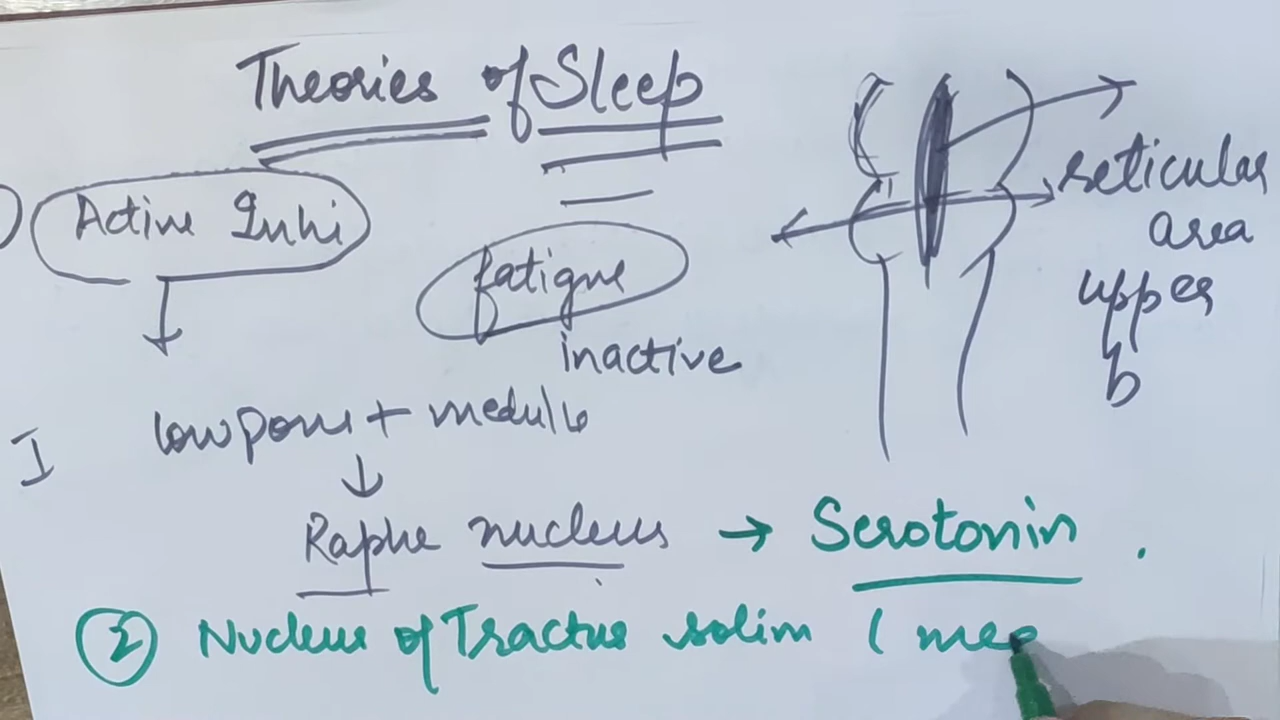 Theories of Sleep
Active Inhi
fatigue
inactive
reticular
area
upper
b
low pons + medulla
I
Raphe nucleus → Serotonin .
② Nucleus of Tractus solim ( med